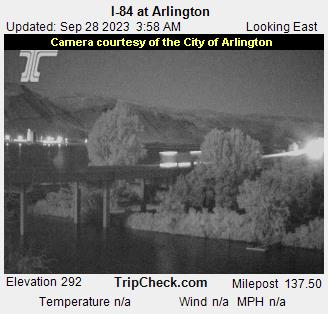 I-84 at Arlington
Updated: Sep 28 2023 3:58 AM Looking East
Camera courtesy of the City of Arlington
Elevation 292 TripCheck.com Milepost 137.50
Temperature n/a Wind n/a MPH n/a